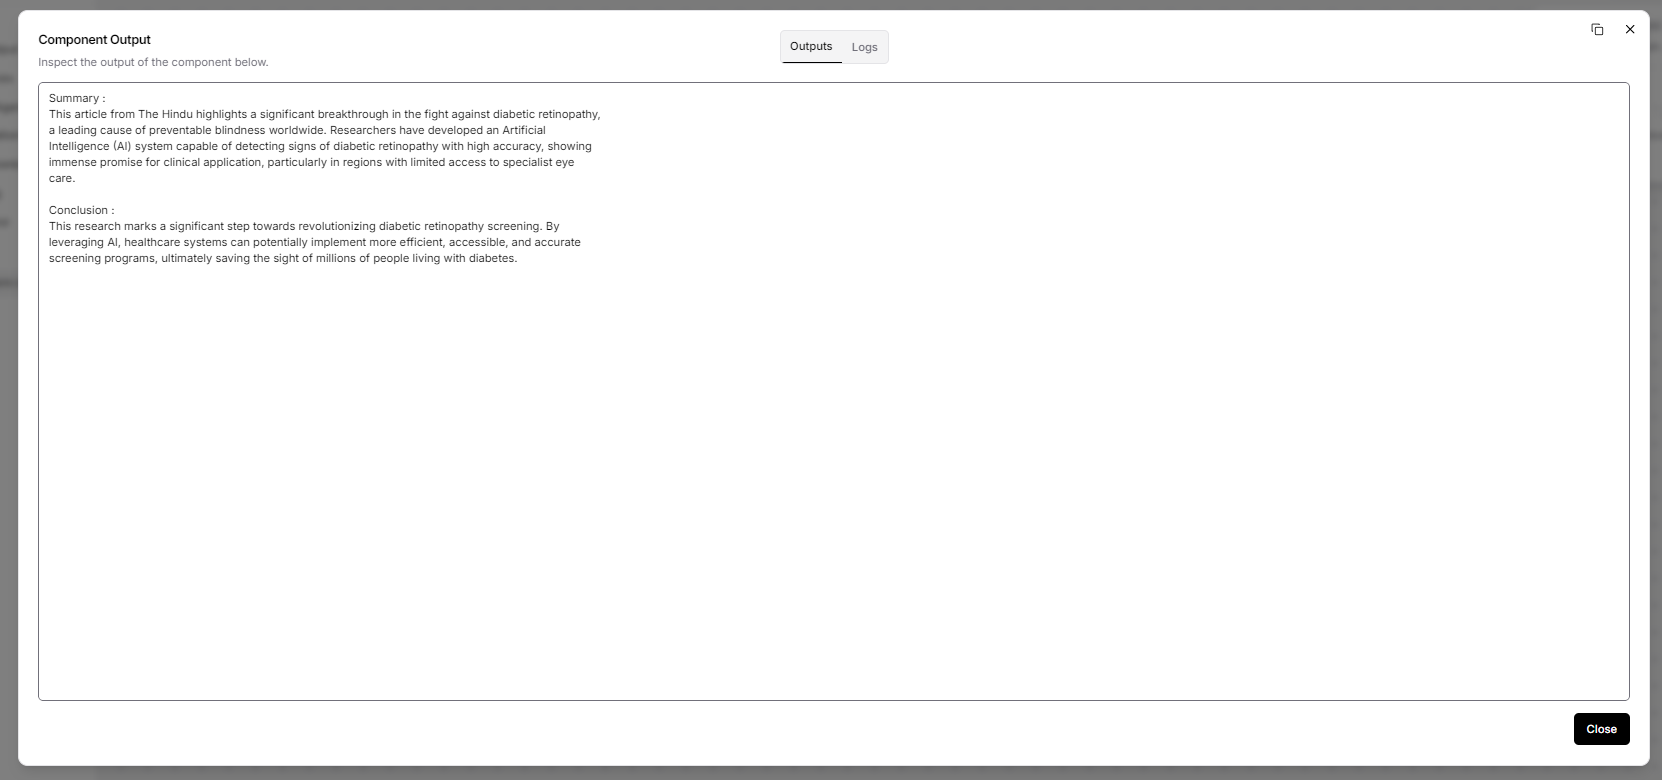 Component Output
Inspect the output of the component below.
Outputs
Logs
Summary :
This article from The Hindu highlights a significant breakthrough in the fight against diabetic retinopathy,
a leading cause of preventable blindness worldwide. Researchers have developed an Artificial
Intelligence (AI) system capable of detecting signs of diabetic retinopathy with high accuracy, showing
immense promise for clinical application, particularly in regions with limited access to specialist eye
care.
Conclusion :
This research marks a significant step towards revolutionizing diabetic retinopathy screening. By
leveraging AI, healthcare systems can potentially implement more efficient, accessible, and accurate
screening programs, ultimately saving the sight of millions of people living with diabetes.
Close